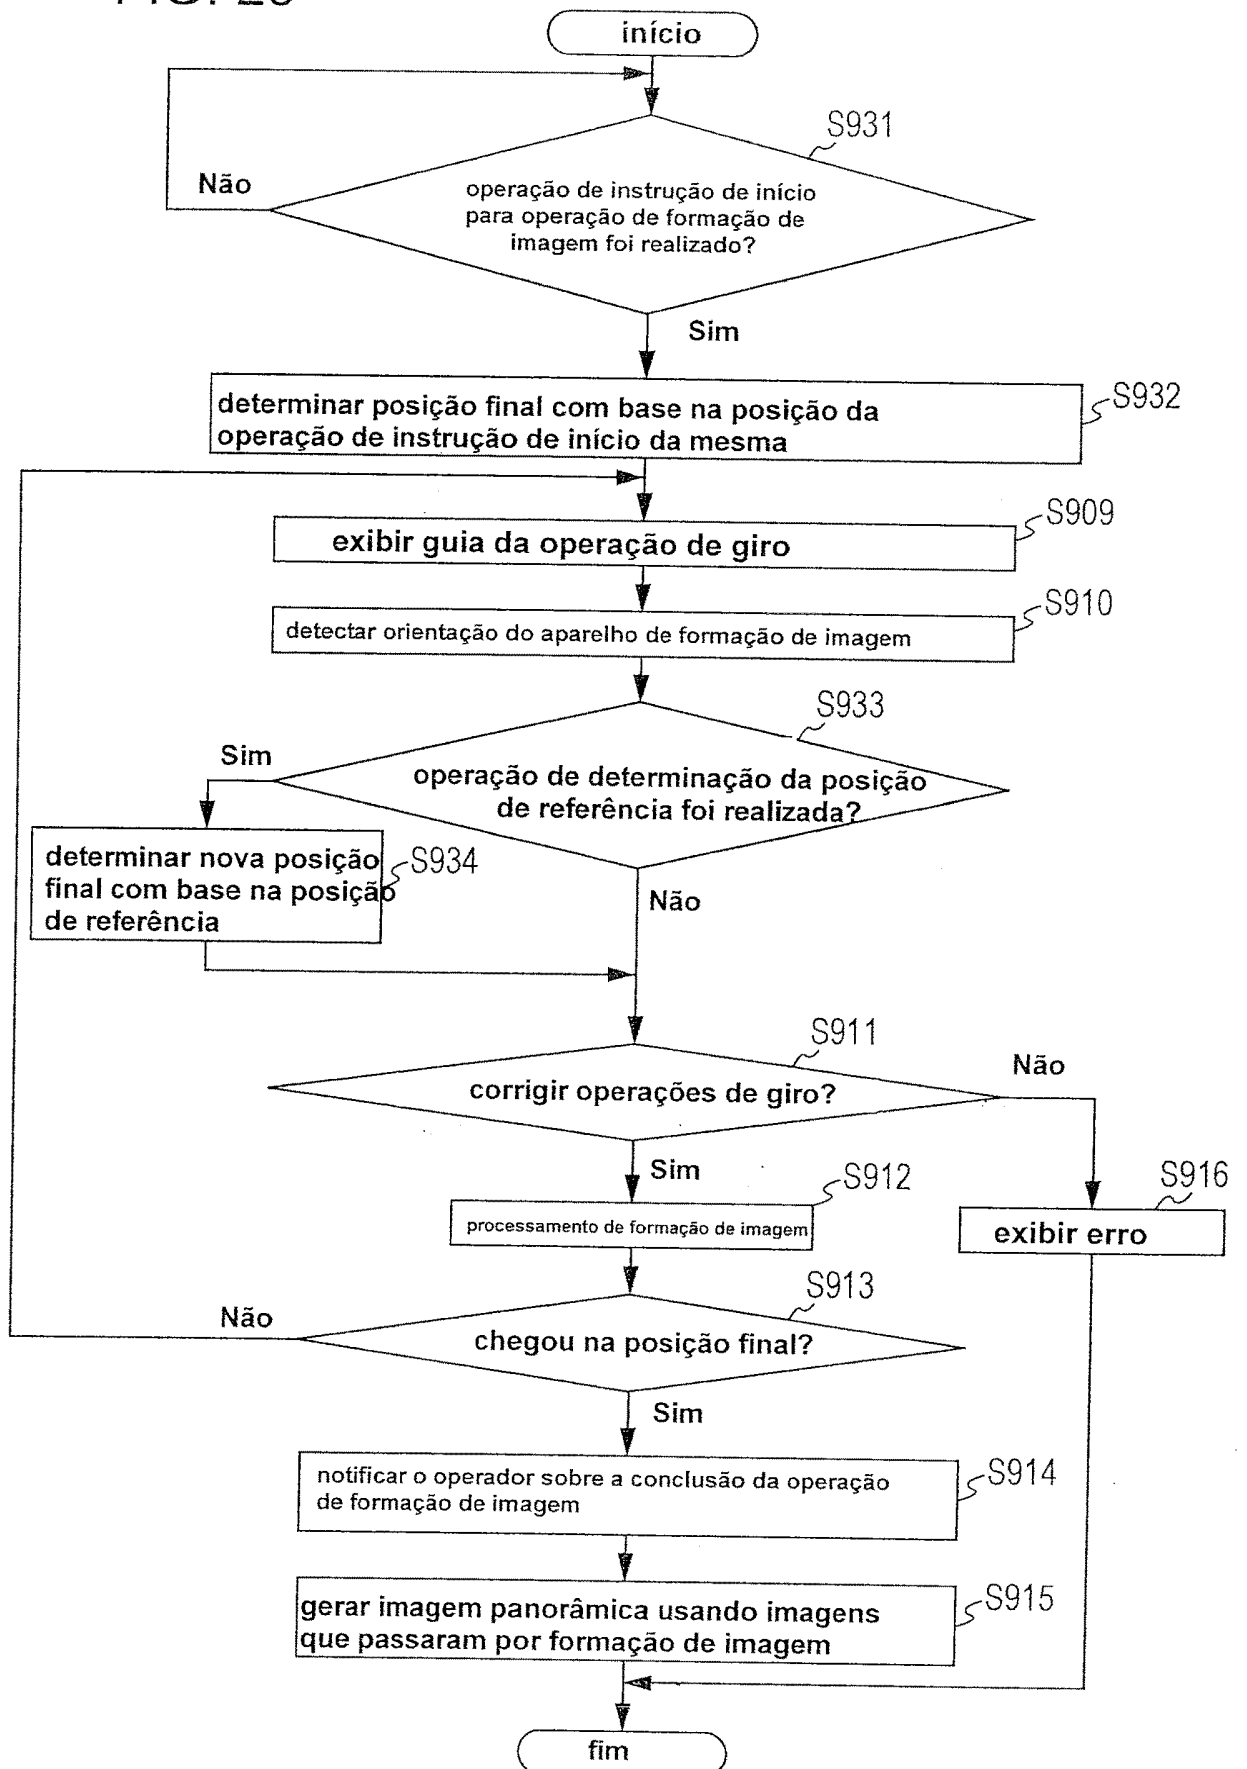 início
S931
Não
operação de instrução de início
para operação de formação de
imagem foi realizado?
Sim
S932
determinar posição final com base na posição da
operação de instrução de início da mesma
S909
exibir guia da operação de giro
S910
detectar orientação do aparelho de formação de imagem
S933
Sim
operação de determinação da posição
de referência foi realizada?
determinar nova posição
final com base na posição
de referência
S934
Não
S911
Não
corrigir operações de giro?
Sim
S912
processamento de formação de imagem
S916
exibir erro
S913
Não
chegou na posição final?
Sim
S914
notificar o operador sobre a conclusão da operação
de formação de imagem
S915
gerar imagem panorâmica usando imagens
que passaram por formação de imagem
fim